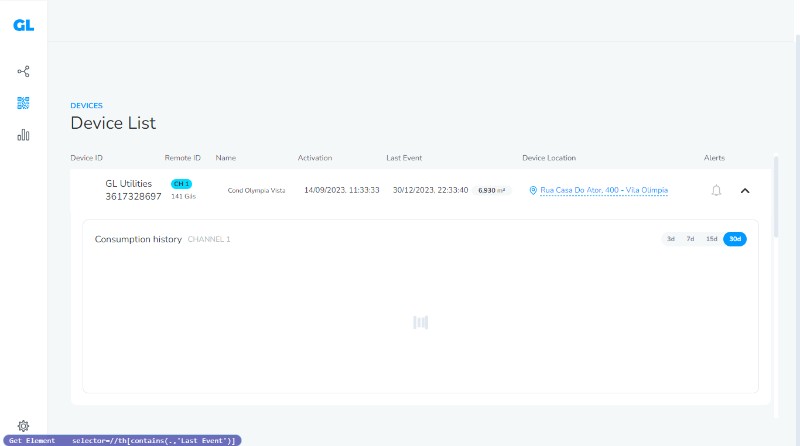 GL
DEVICES
Device List
Device ID Remote ID Name Activation Last Event Device Location Alerts
GL Utilities
3617328697
CH 1
141 Gás
Cond Olympia Vista
14/09/2023, 11:33:33
30/12/2023, 22:33:40
6.930 m³
Rua Casa Do Ator, 400 - Vila Olímpia
Consumption history CHANNEL 1
3d 7d 15d 30d
Get Element selector=//th[contains(.,'Last Event')]